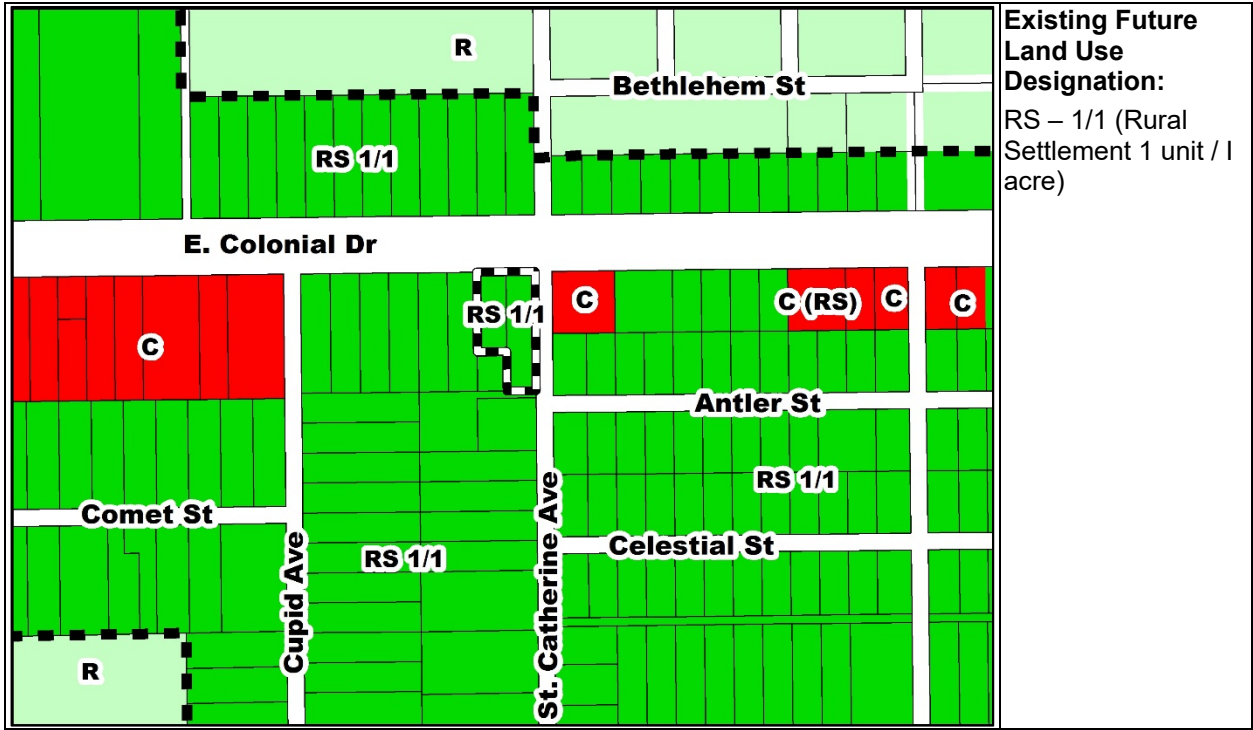 R
Bethlehem St
RS 1/1
E. Colonial Dr
RS 1/1
C
C (RS)
C
C
C
Antler St
RS 1/1
Comet St
Celestial St
RS 1/1
Cupid Ave
St. Catherine Ave
R
Existing Future
Land Use
Designation:
RS – 1/1 (Rural
Settlement 1 unit / I
acre)